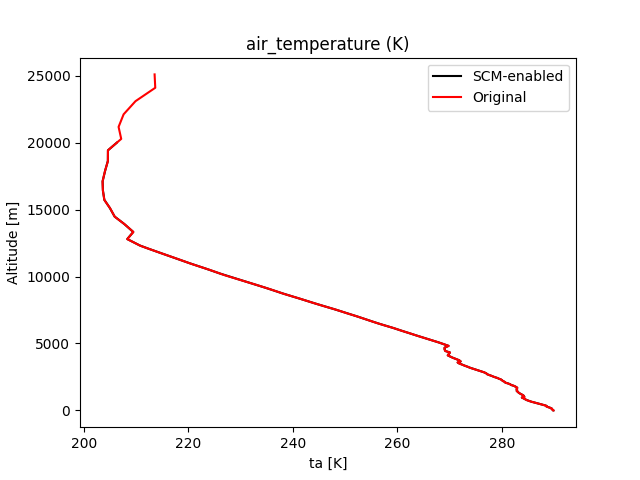 air_temperature (K)
25000
20000
15000
10000
5000
0
Altitude [m]
SCM-enabled
Original
200
220
240
260
280
ta [K]